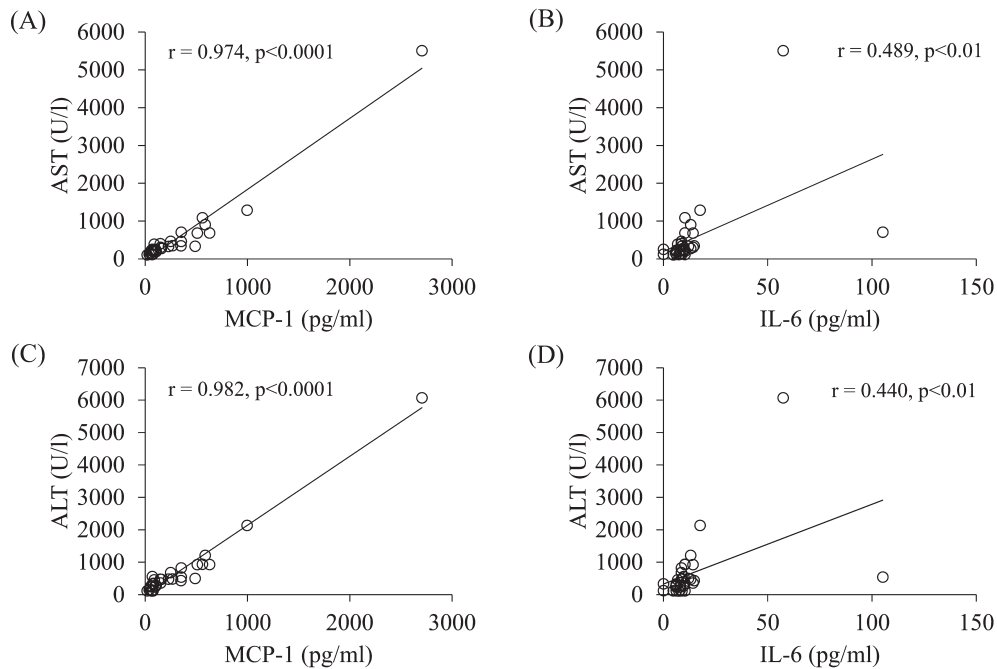 (A)
r = 0.974, p<0.0001
AST (U/l)
6000
5000
4000
3000
2000
1000
0
0 1000 2000 3000
MCP-1 (pg/ml)
(B)
r = 0.489, p<0.01
AST (U/l)
6000
5000
4000
3000
2000
1000
0
0 50 100 150
IL-6 (pg/ml)
(C)
r = 0.982, p<0.0001
ALT (U/l)
7000
6000
5000
4000
3000
2000
1000
0
0 1000 2000 3000
MCP-1 (pg/ml)
(D)
r = 0.440, p<0.01
ALT (U/l)
7000
6000
5000
4000
3000
2000
1000
0
0 50 100 150
IL-6 (pg/ml)